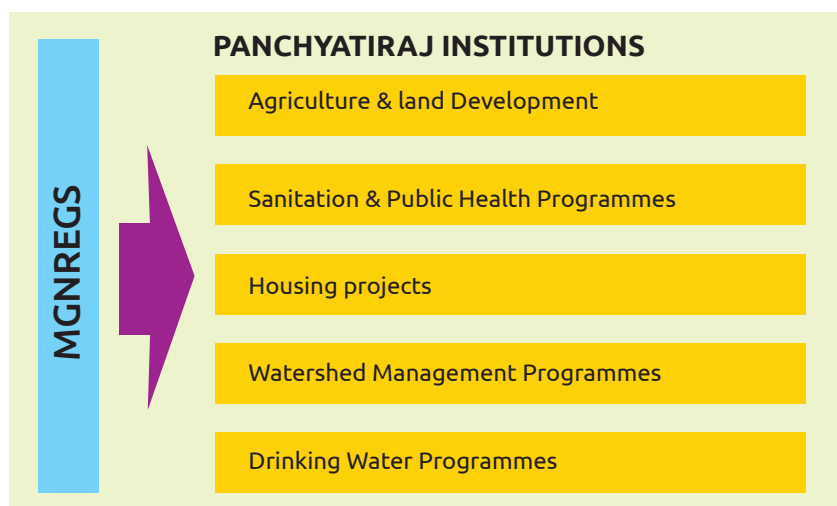 PANCHYATIRAJ INSTITUTIONS
MGNREGS
Agriculture & land Development
Sanitation & Public Health Programmes
Housing projects
Watershed Management Programmes
Drinking Water Programmes